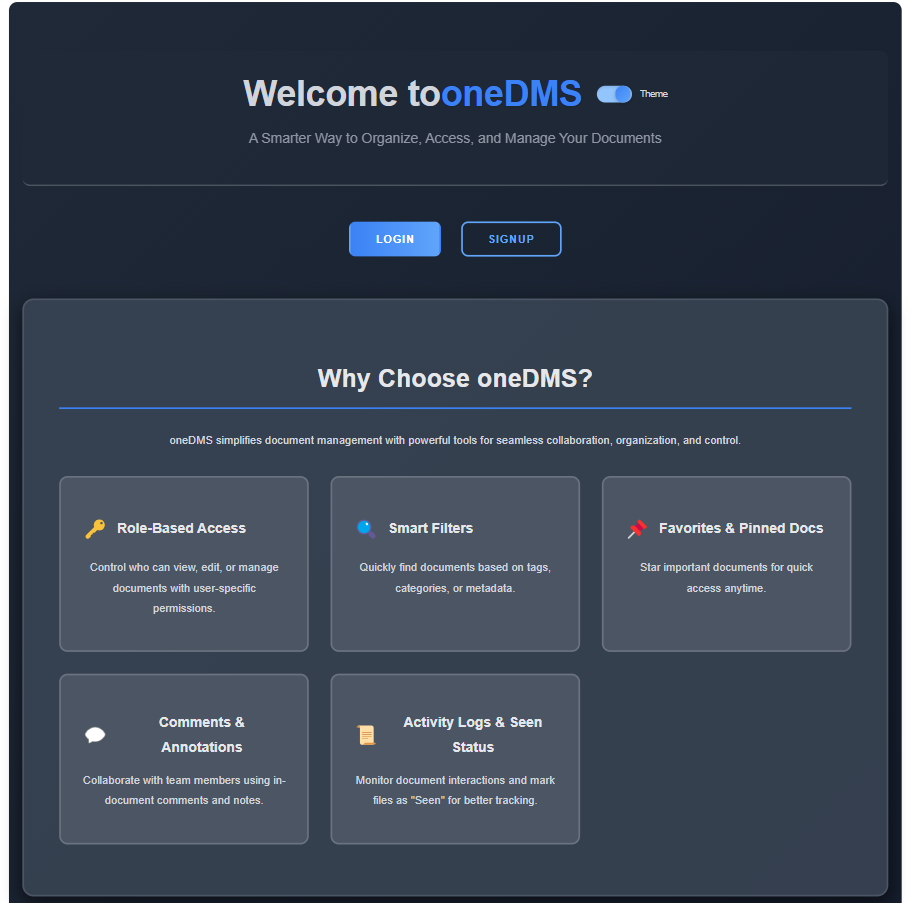 Welcome tooneDMS
Theme
A Smarter Way to Organize, Access, and Manage Your Documents
LOGIN
SIGNUP
Why Choose oneDMS?
oneDMS simplifies document management with powerful tools for seamless collaboration, organization, and control.
Role-Based Access
Control who can view, edit, or manage
documents with user-specific
permissions.
Smart Filters
Quickly find documents based on tags,
categories, or metadata.
Favorites & Pinned Docs
Star important documents for quick
access anytime.
Comments &
Annotations
Collaborate with team members using in-
document comments and notes.
Activity Logs & Seen
Status
Monitor document interactions and mark
files as "Seen" for better tracking.